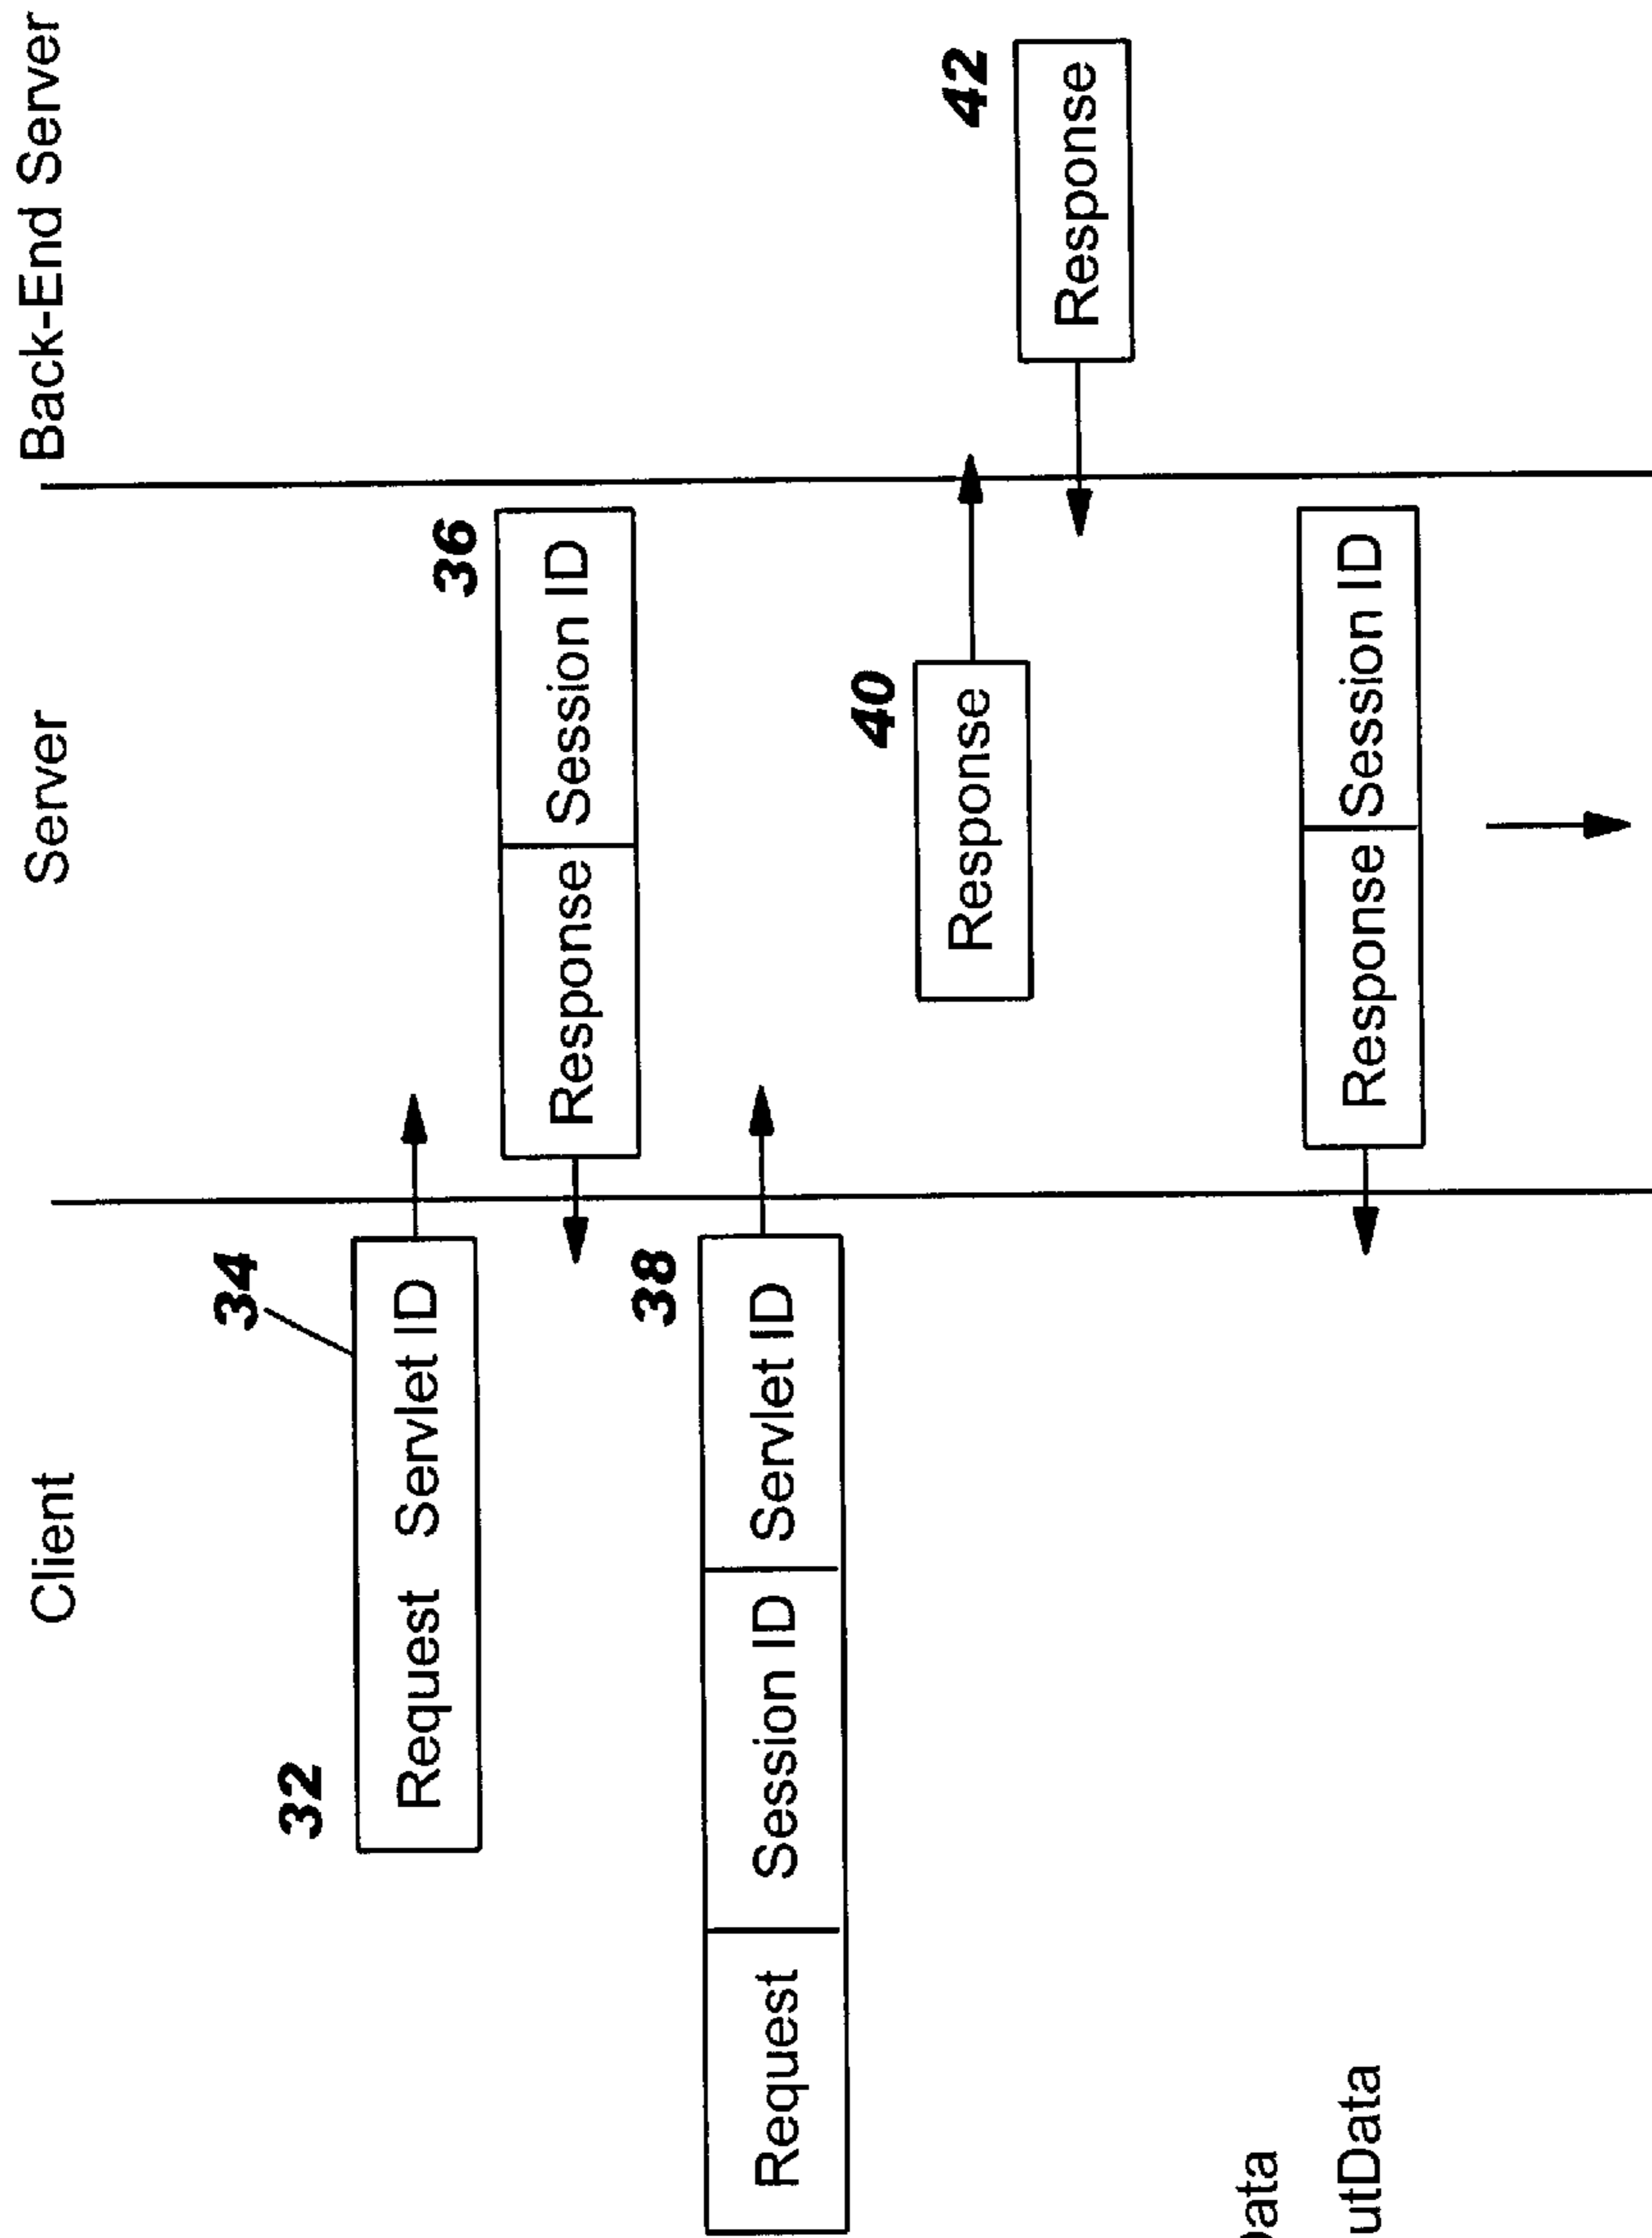 Client
Server
Back-End Server
34
32
Request Servlet ID
36
Response Session ID
38
Request Session ID Servlet ID
40
Response
42
Response
Response Session ID
utData